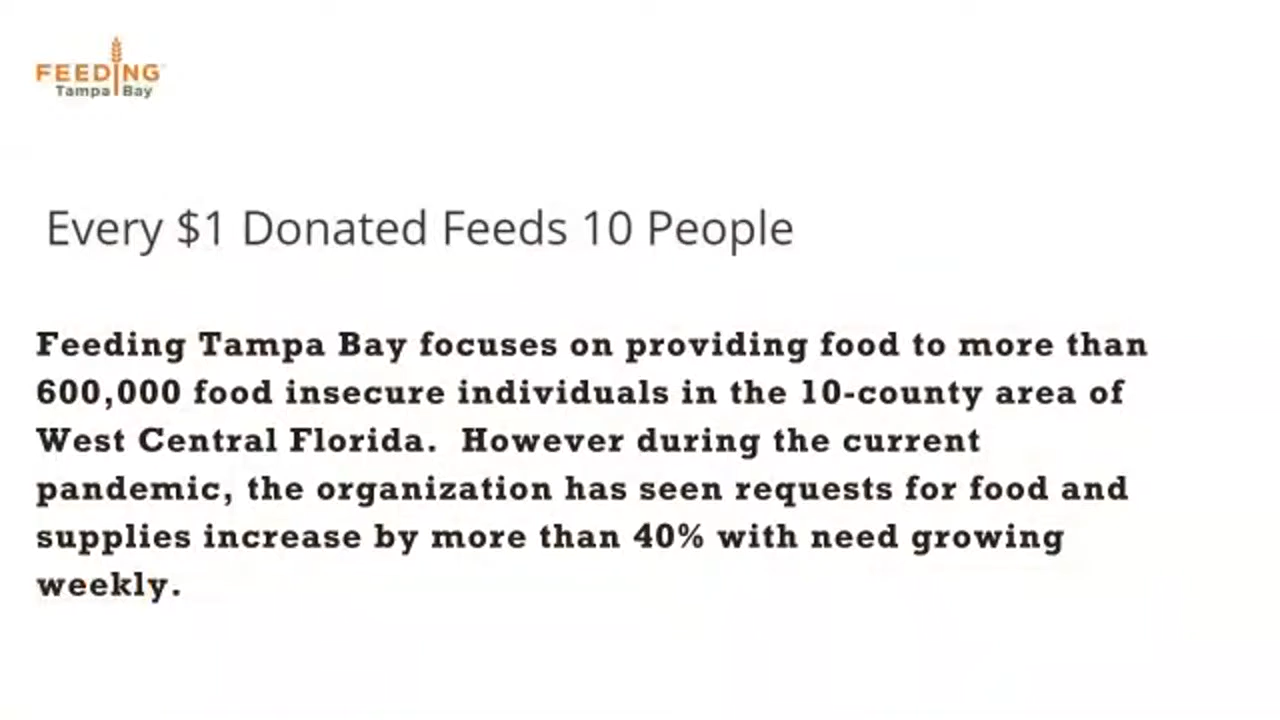 FEEDING
Tampa Bay
Every $1 Donated Feeds 10 People
Feeding Tampa Bay focuses on providing food to more than
600,000 food insecure individuals in the 10-county area of
West Central Florida.  However during the current
pandemic, the organization has seen requests for food and
supplies increase by more than 40% with need growing
weekly.